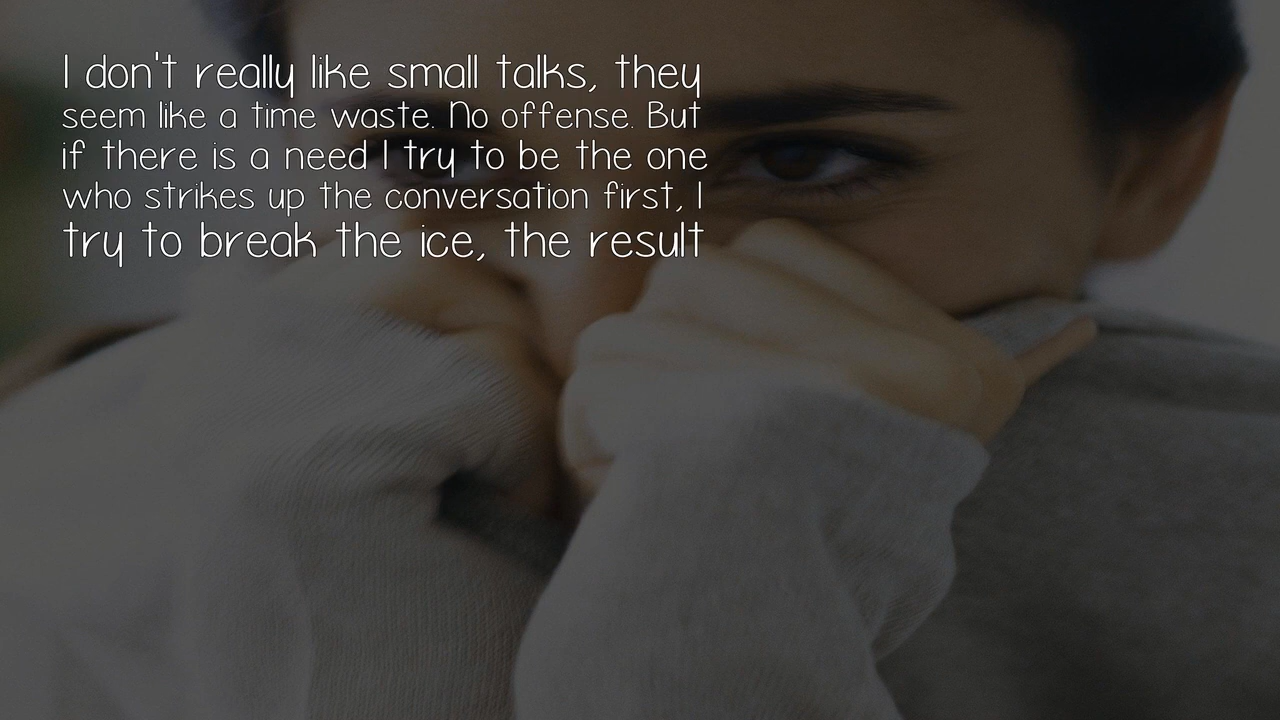 I don't really like small talks, they
seem like a time waste. No offense. But
if there is a need I try to be the one
who strikes up the conversation first, I
try to break the ice, the result